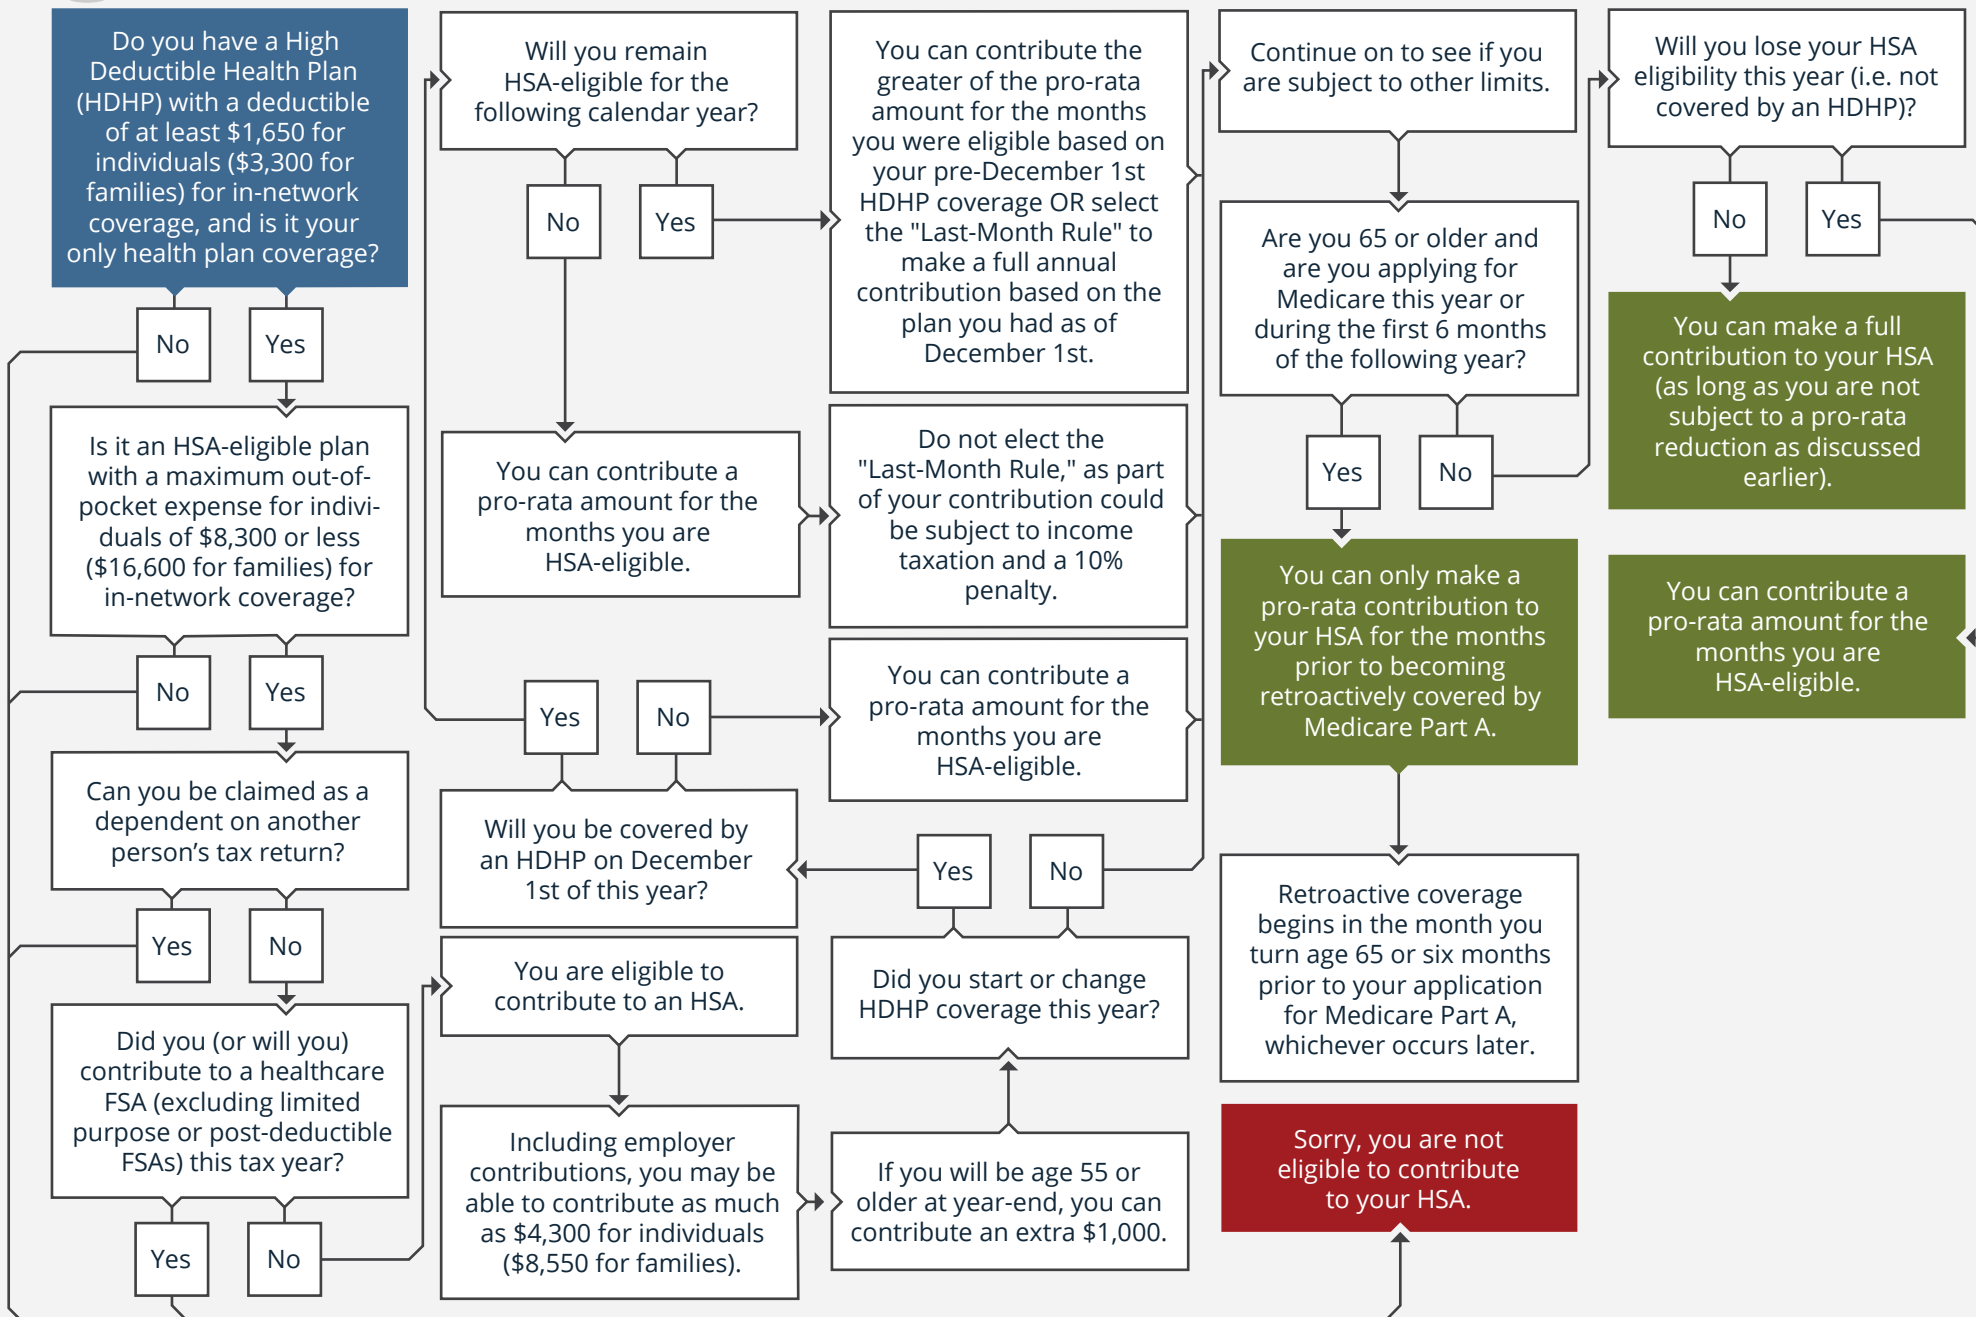 Do you have a High
Deductible Health Plan
(HDHP) with a deductible
of at least $1,650 for
individuals ($3,300 for
families) for in-network
coverage, and is it your
only health plan coverage?
No
Yes
Is it an HSA-eligible plan
with a maximum out-of-
pocket expense for indivi-
duals of $8,300 or less
($16,600 for families) for
in-network coverage?
No
Yes
Can you be claimed as a
dependent on another
person’s tax return?
Yes
No
Did you (or will you)
contribute to a healthcare
FSA (excluding limited
purpose or post-deductible
FSAs) this tax year?
Yes
No
You are eligible to
contribute to an HSA.
Including employer
contributions, you may be
able to contribute as much
as $4,300 for individuals
($8,550 for families).
If you will be age 55 or
older at year-end, you can
contribute an extra $1,000.
Did you start or change
HDHP coverage this year?
Yes
No
Will you be covered by
an HDHP on December
1st of this year?
Yes
No
You can contribute a
pro-rata amount for the
months you are
HSA-eligible.
Will you remain
HSA-eligible for the
following calendar year?
No
Yes
You can contribute a
pro-rata amount for the
months you are
HSA-eligible.
Do not elect the
"Last-Month Rule," as part
of your contribution could
be subject to income
taxation and a 10%
penalty.
You can contribute the
greater of the pro-rata
amount for the months
you were eligible based on
your pre-December 1st
HDHP coverage OR select
the "Last-Month Rule" to
make a full annual
contribution based on the
plan you had as of
December 1st.
Continue on to see if you
are subject to other limits.
Are you 65 or older and
are you applying for
Medicare this year or
during the first 6 months
of the following year?
Yes
No
You can only make a
pro-rata contribution to
your HSA for the months
prior to becoming
retroactively covered by
Medicare Part A.
Retroactive coverage
begins in the month you
turn age 65 or six months
prior to your application
for Medicare Part A,
whichever occurs later.
Sorry, you are not
eligible to contribute
to your HSA.
Will you lose your HSA
eligibility this year (i.e. not
covered by an HDHP)?
No
Yes
You can make a full
contribution to your HSA
(as long as you are not
subject to a pro-rata
reduction as discussed
earlier).
You can contribute a
pro-rata amount for the
months you are
HSA-eligible.